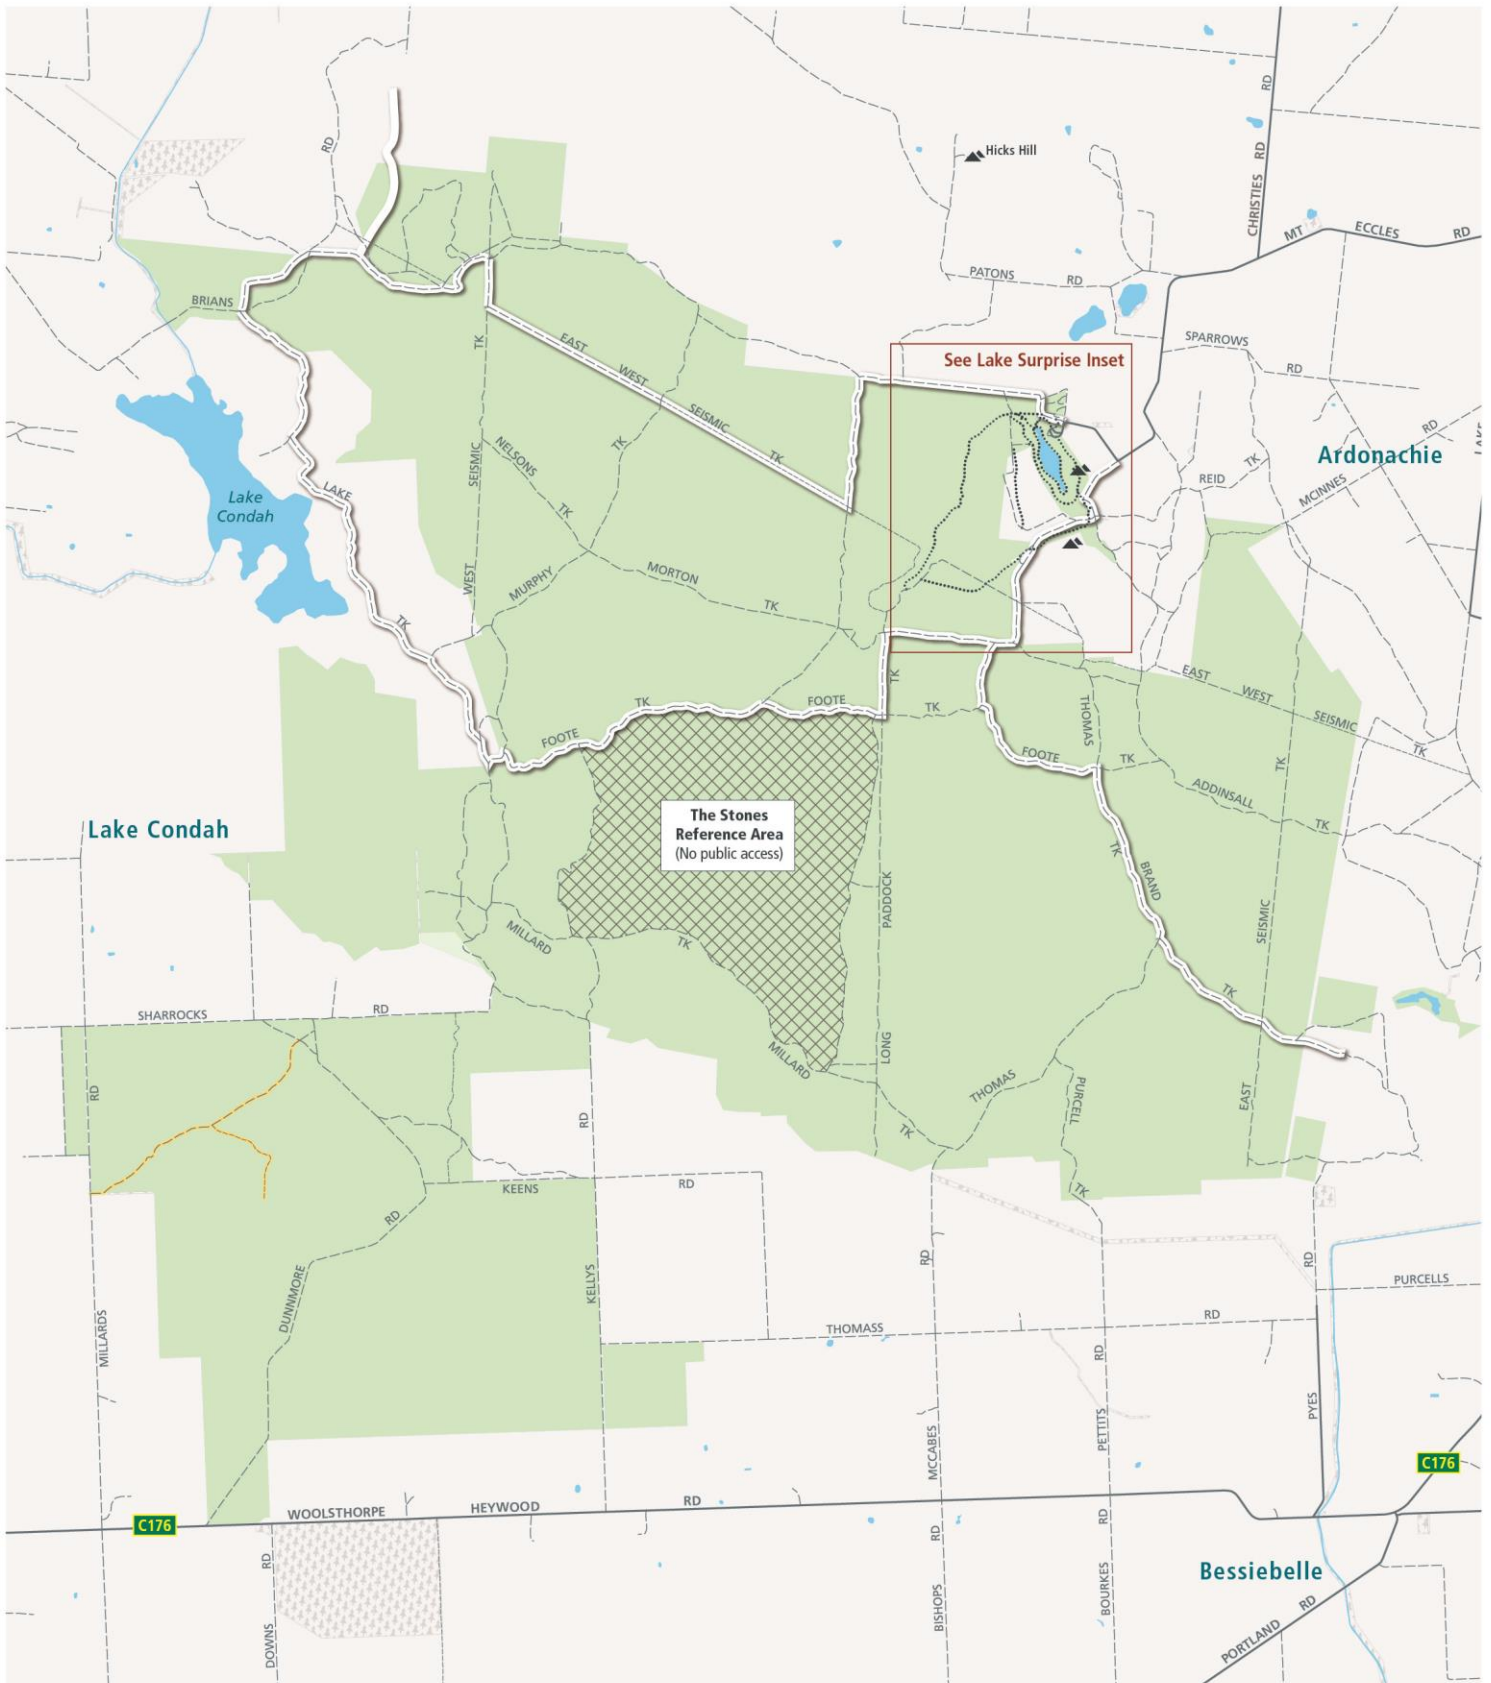 RD
RD
Hicks Hill
CHRISTIES RD
MT ECCLES RD
PATONS RD
BRIANS
SPARROWS
RD
TK
EAST WEST SEISMIC TK
See Lake Surprise Inset
RD
Ardonachie
LAKE
SEISMIC
NELSONS
TK
TK
REID TK
MCINNES
Lake
Condah
LAKE
TK
WEST
MURPHY
MORTON
TK
EAST WEST SEISMIC
TK
TK
FOOTE
TK
FOOTE
TK
THOMAS
FOOTE
TK
TK
ADDINSALL
TK
The Stones
Reference Area
(No public access)
Lake Condah
TK
BRAND
TK
PADDOCK
SEISMIC
MILLARD
TK
SHARROCKS RD
LONG
MILLARD
TK
THOMAS
PURCELL
TK
EAST
RD
RD
KEENS RD
RD
DUNNMORE
KELLYS
RD
RD
PURCELLS
MILLARDS
THOMASS RD
RD
PYES
MCCABES
PETTITS
C176
C176
WOOLSTHORPE HEYWOOD RD
RD
RD
RD
Bessiebelle
DOWNS
BISHOPS
BOURKES
PORTLAND RD